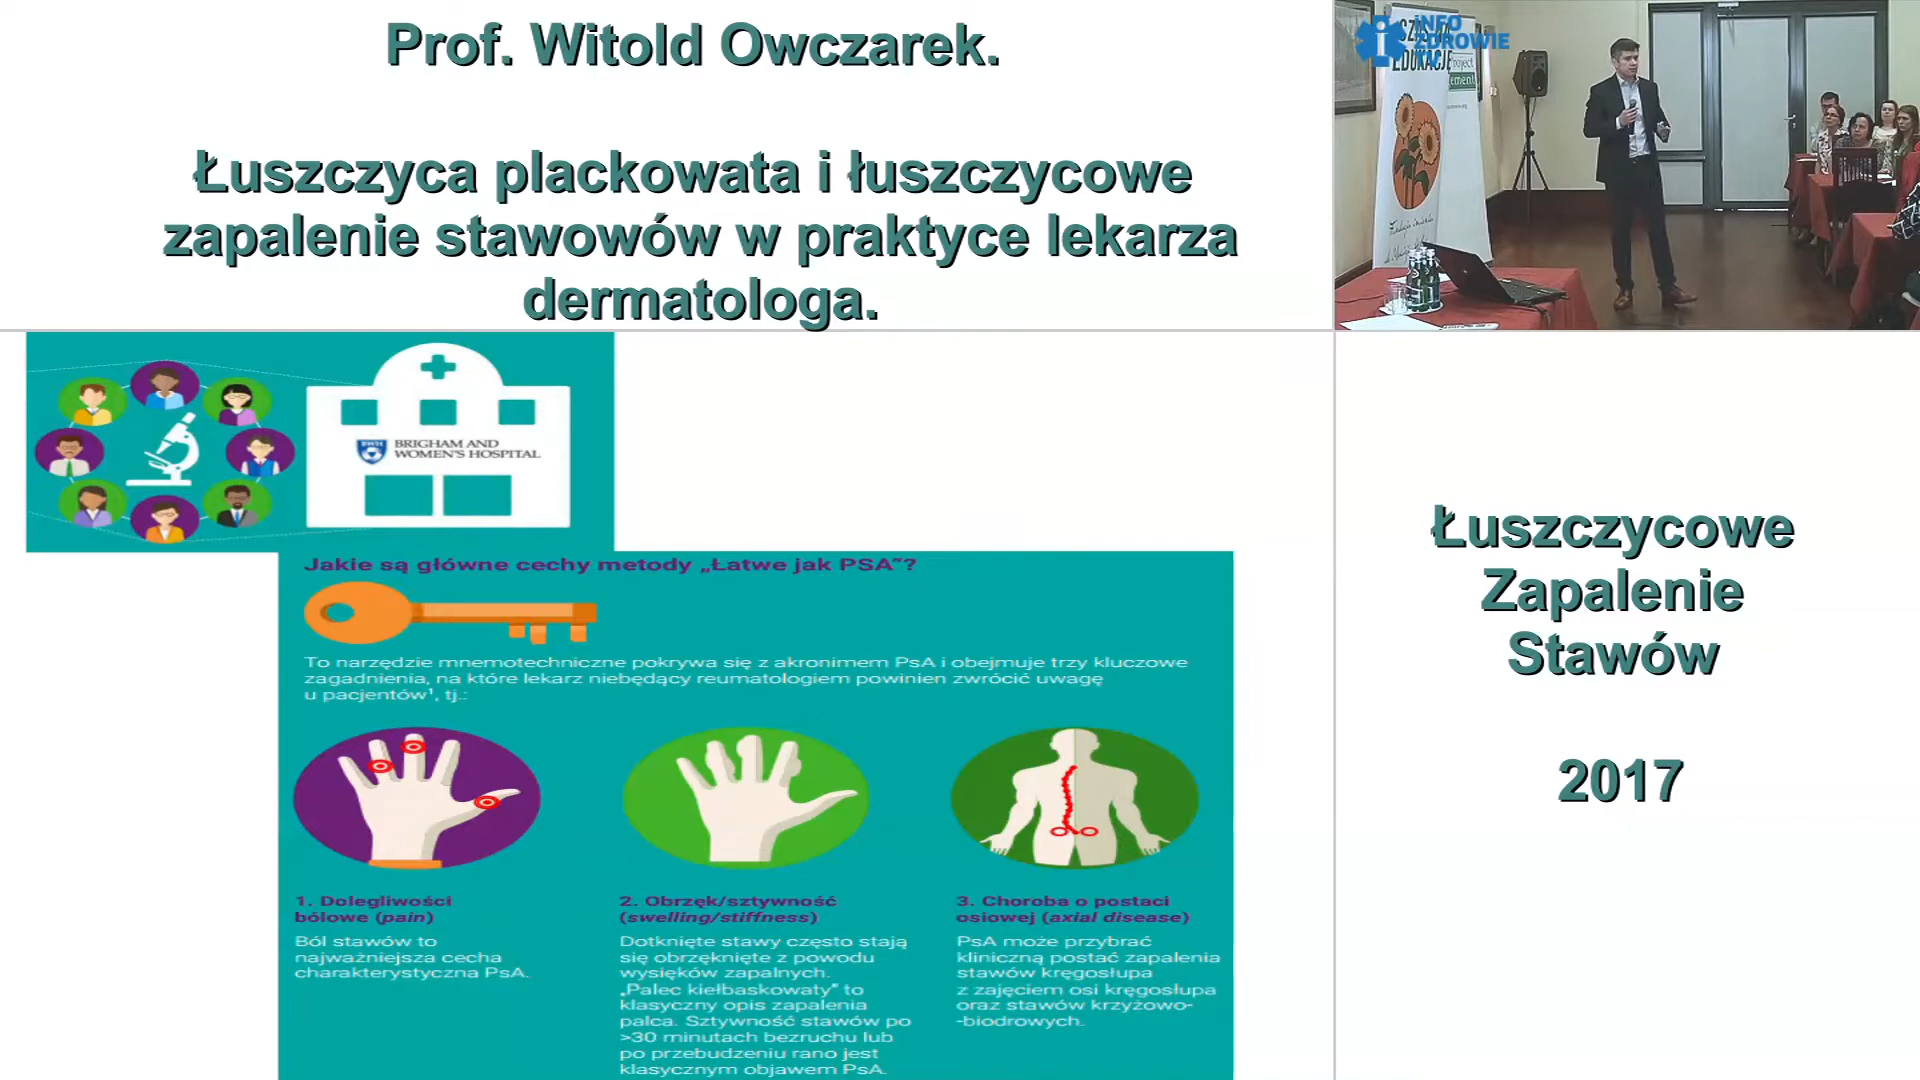 Prof. Witold Owczarek.
Łuszczyca plackowata i łuszczycowe
zapalenie stawowów w praktyce lekarza
dermatologa.
iNFO
ZDROWIE
TV
EDUKACJE
BWH
BRIGHAM AND
WOMEN'S HOSPITAL
Jakie są główne cechy metody „Łatwe jak PSA”?
To narzędzie mnemotechniczne pokrywa się z akronimem PsA i obejmuje trzy kluczowe
zagadnienia, na które lekarz niebędący reumatologiem powinien zwrócić uwagę
u pacjentów¹, tj.:
1. Dolegliwości
bólowe (pain)
Ból stawów to
najważniejsza cecha
charakterystyczna PsA.
2. Obrzęk/sztywność
(swelling/stiffness)
Dotknięte stawy często stają
się obrzęknięte z powodu
wysięków zapalnych.
„Palec kiełbaskowaty” to
klasyczny opis zapalenia
palca. Sztywność stawów po
>30 minutach bezruchu lub
po przebudzeniu rano jest
klasycznym objawem PsA.
3. Choroba o postaci
osiowej (axial disease)
PsA może przybrać
kliniczną postać zapalenia
stawów kręgosłupa
z zajęciem osi kręgosłupa
oraz stawów krzyżowo-
-biodrowych.
Łuszczycowe
Zapalenie
Stawów
2017